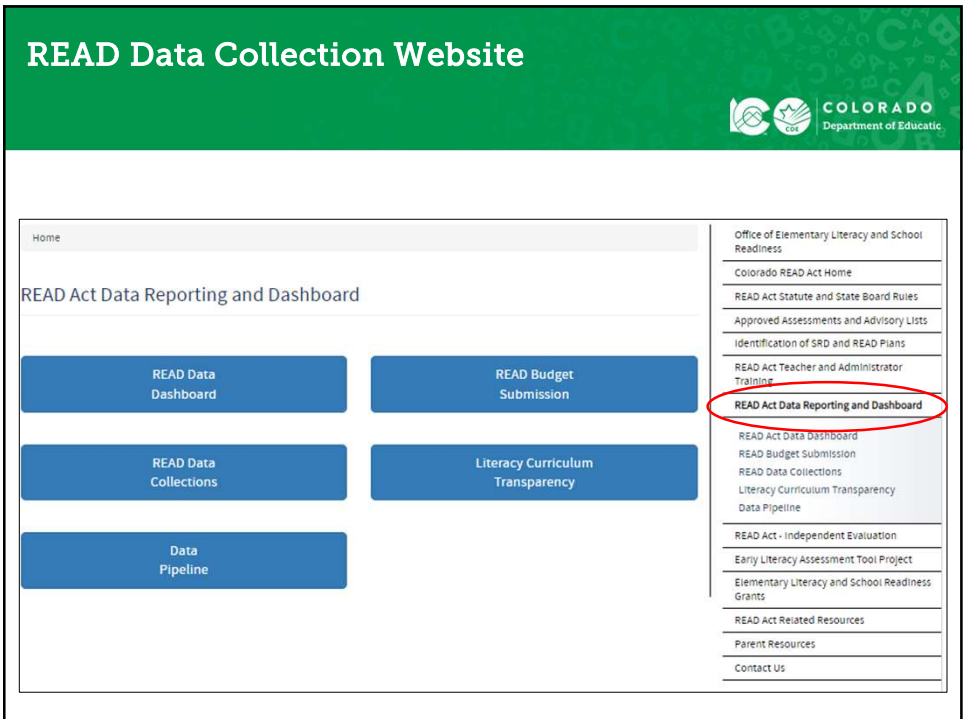 READ Data Collection Website
CDE
COLORADO
Department of Educatic
Home
READ Act Data Reporting and Dashboard
READ Data
Dashboard
READ Budget
Submission
READ Data
Collections
Literacy Curriculum
Transparency
Data
Pipeline
Office of Elementary Literacy and School
Readiness
Colorado READ Act Home
READ Act Statute and State Board Rules
Approved Assessments and Advisory Lists
Identification of SRD and READ Plans
READ Act Teacher and Administrator
Training
READ Act Data Reporting and Dashboard
READ Act Data Dashboard
READ Budget Submission
READ Data Collections
Literacy Curriculum Transparency
Data Pipeline
READ Act - Independent Evaluation
Early Literacy Assessment Tool Project
Elementary Literacy and School Readiness
Grants
READ Act Related Resources
Parent Resources
Contact Us